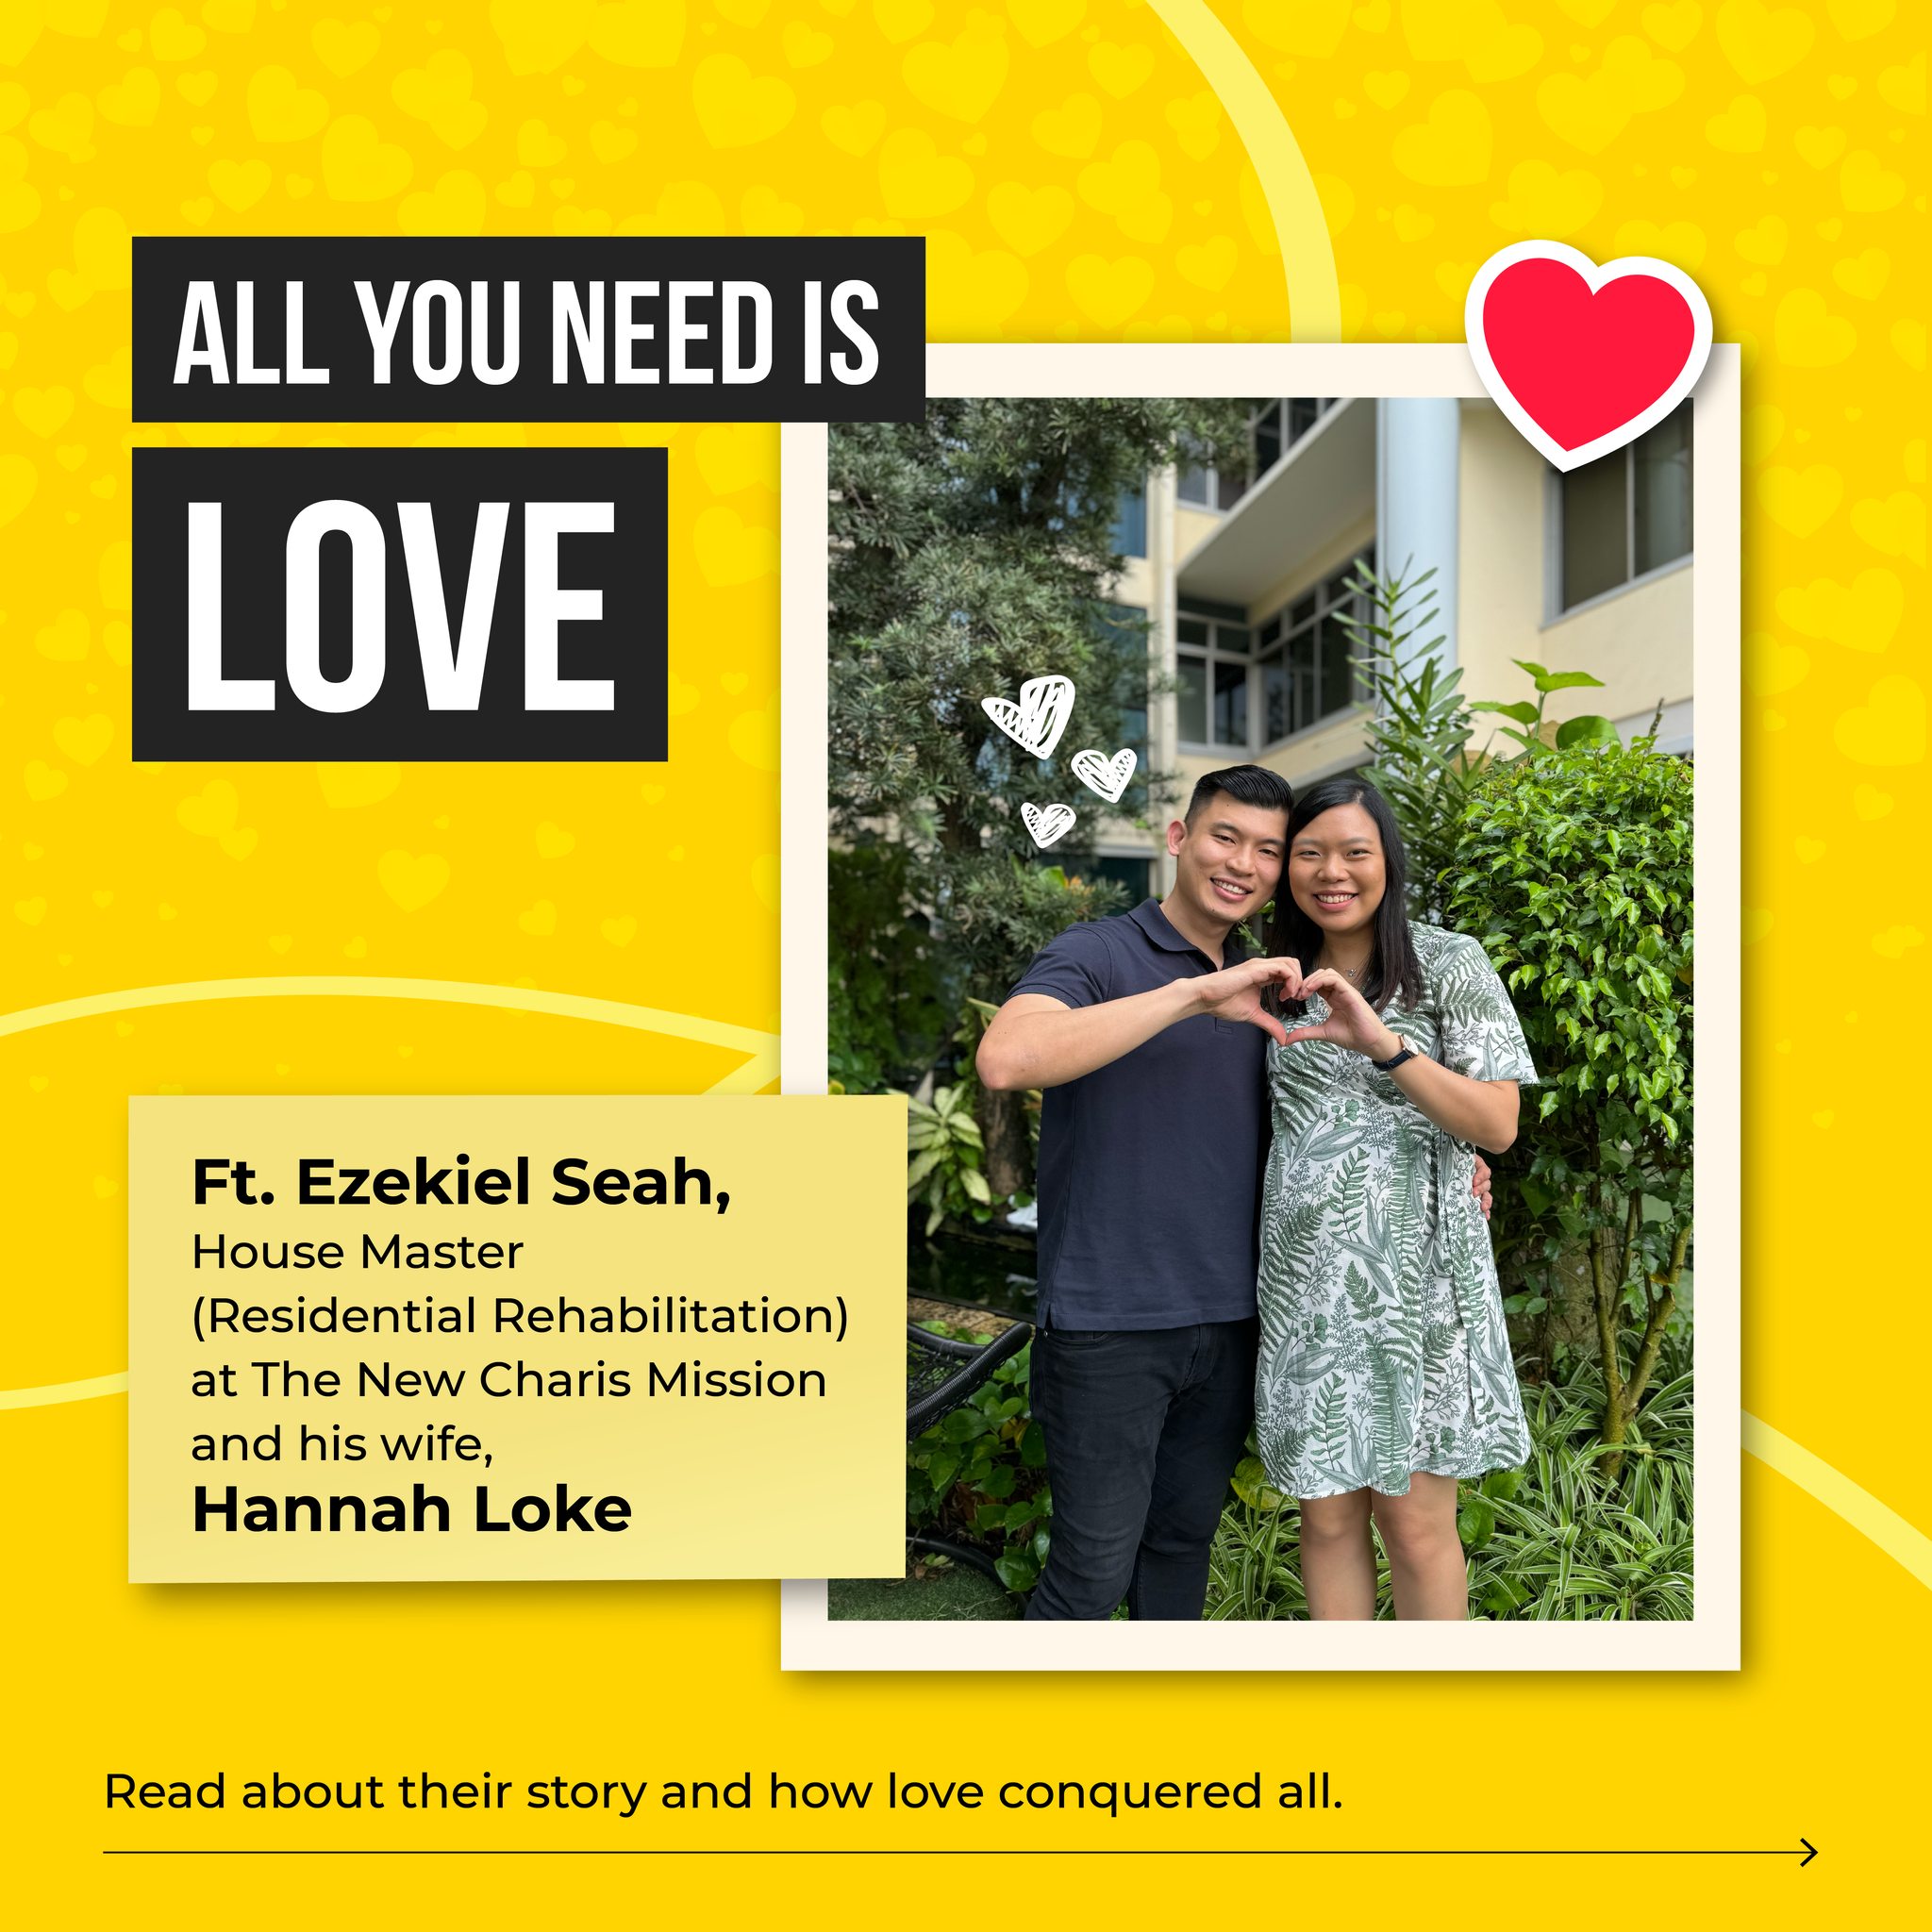 ALL YOU NEED IS
LOVE
Ft. Ezekiel Seah,
House Master
(Residential Rehabilitation)
at The New Charis Mission
and his wife,
Hannah Loke
Read about their story and how love conquered all.